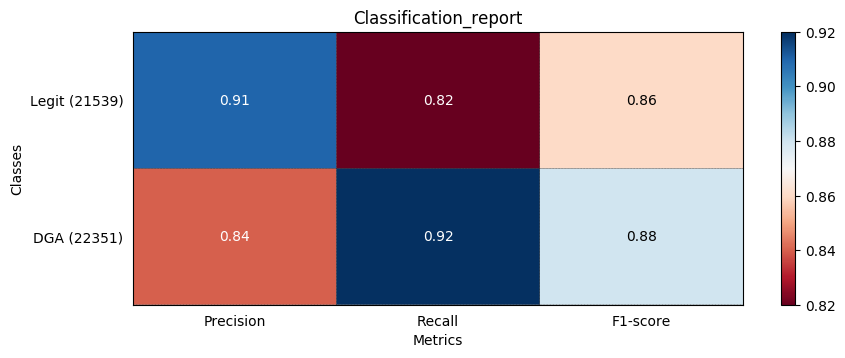 Classification_report
Classes
Legit (21539)
0.91 0.82 0.86
DGA (22351)
0.84 0.92 0.88
Precision Recall F1-score
Metrics
0.92
0.90
0.88
0.86
0.84
0.82